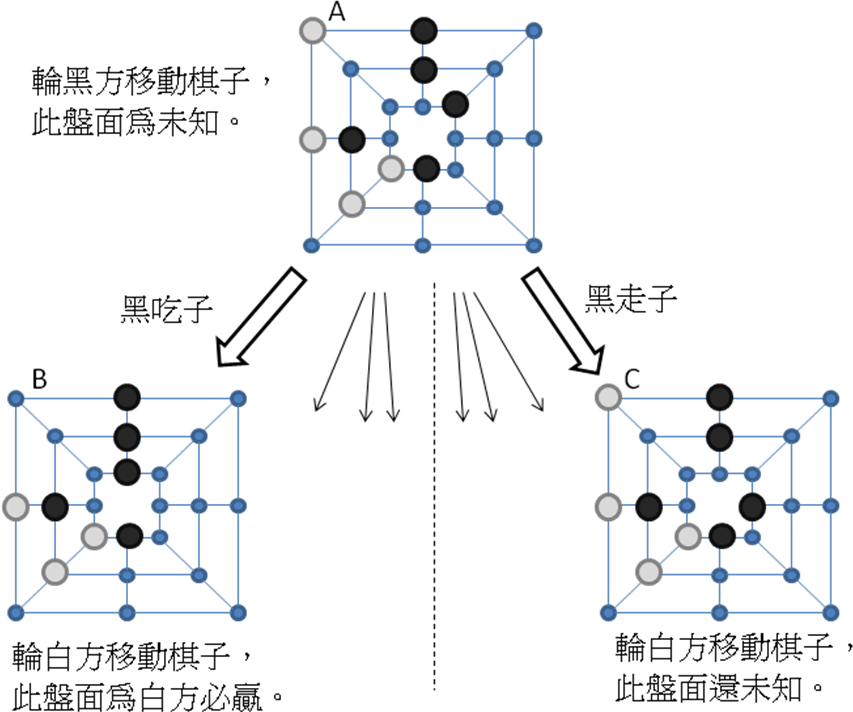 A
輪黑方移動棋子，
此盤面爲未知。
黑吃子
黑走子
B
C
輪白方移動棋子，
此盤面爲白方必贏。
輪白方移動棋子，
此盤面還未知。